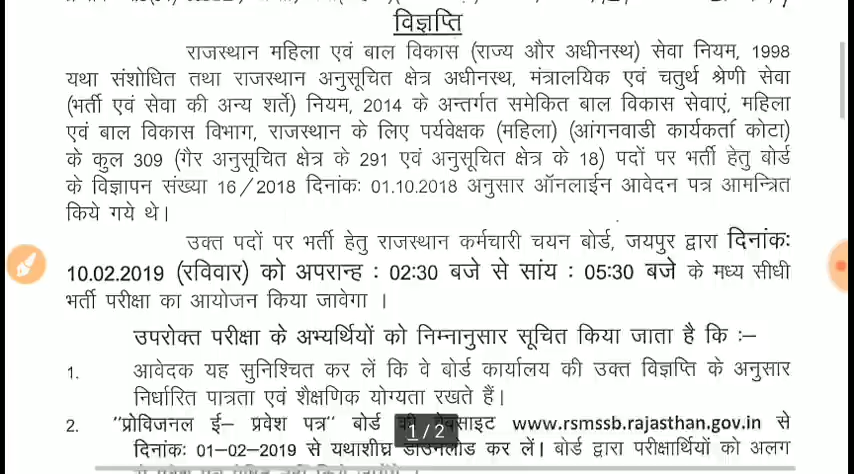 विज्ञप्ति
राजस्थान महिला एवं बाल विकास (राज्य और अधीनस्थ) सेवा नियम, 1998
यथा संशोधित तथा राजस्थान अनुसूचित क्षेत्र अधीनस्थ, मंत्रालयिक एवं चतुर्थ श्रेणी सेवा
(भर्ती एवं सेवा की अन्य शर्ते) नियम, 2014 के अन्तर्गत समेकित बाल विकास सेवाएं, महिला
एवं बाल विकास विभाग, राजस्थान के लिए पर्यवेक्षक (महिला) (आंगनवाडी कार्यकर्ता कोटा)
के कुल 309 (गैर अनुसूचित क्षेत्र के 291 एवं अनुसूचित क्षेत्र के 18) पदों पर भर्ती हेतु बोर्ड
के विज्ञापन संख्या 16/2018 दिनांकः 01.10.2018 अनुसार ऑनलाईन आवेदन पत्र आमन्त्रित
किये गये थे।
उक्त पदों पर भर्ती हेतु राजस्थान कर्मचारी चयन बोर्ड, जयपुर द्वारा दिनांकः
10.02.2019 (रविवार) को अपरान्ह : 02:30 बजे से सांय : 05:30 बजे के मध्य सीधी
भर्ती परीक्षा का आयोजन किया जावेगा ।
उपरोक्त परीक्षा के अभ्यर्थियों को निम्नानुसार सूचित किया जाता है कि :–
1. आवेदक यह सुनिश्चित कर लें कि वे बोर्ड कार्यालय की उक्त विज्ञप्ति के अनुसार
निर्धारित पात्रता एवं शैक्षणिक योग्यता रखते हैं।
2. "प्रोविजनल ई– प्रवेश पत्र" बोर्ड की वेबसाइट www.rsmssb.rajasthan.gov.in से
1/2
दिनांकः 01–02–2019 से यथाशीघ्र डाउनलोड कर लें। बोर्ड द्वारा परीक्षार्थियों को अलग